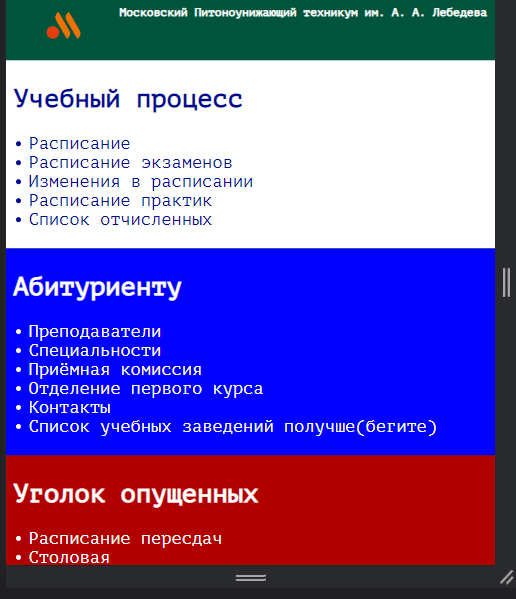 Московский Питоноунижающий техникум им. А. А. Лебедева
Учебный процесс
• Расписание
• Расписание экзаменов
• Изменения в расписании
• Расписание практик
• Список отчисленных
Абитуриенту
• Преподаватели
• Специальности
• Приёмная комиссия
• Отделение первого курса
• Контакты
• Список учебных заведений получше(бегите)
Уголок опущенных
• Расписание пересдач
• Столовая